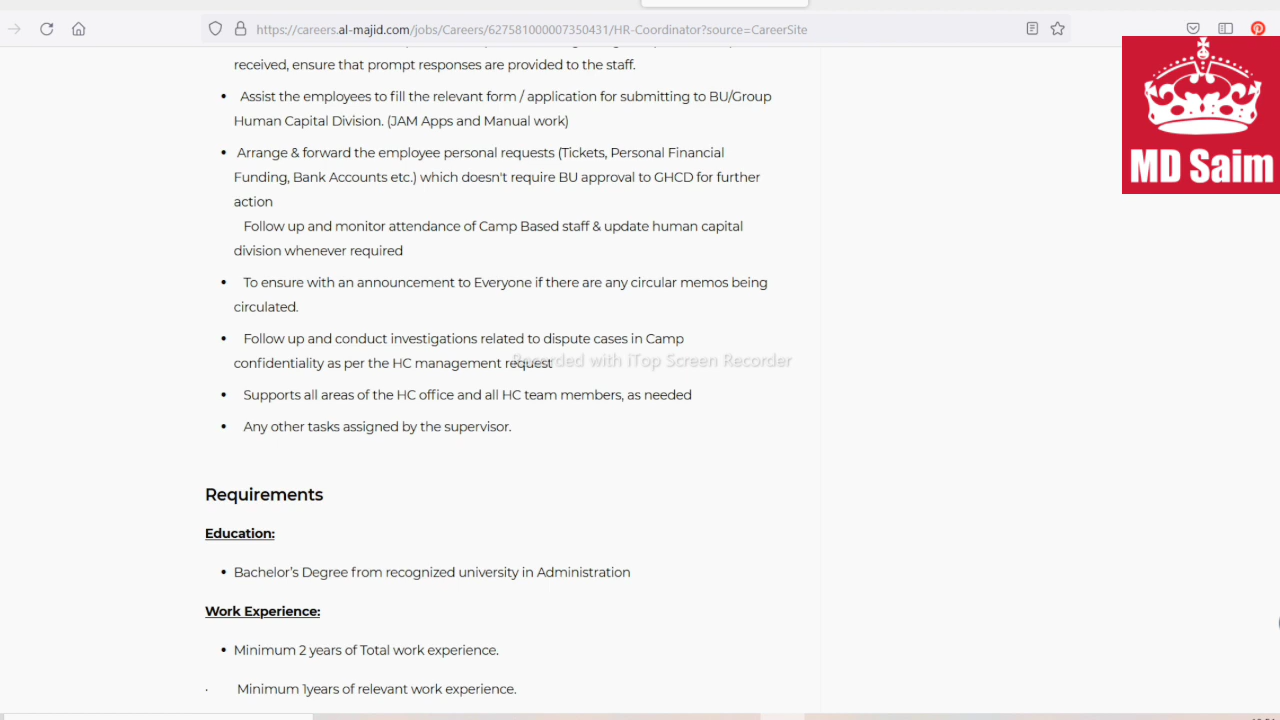 https://careers.al-majid.com/jobs/Careers/627581000007350431/HR-Coordinator?source=CareerSite
MD Saim
received, ensure that prompt responses are provided to the staff.
• Assist the employees to fill the relevant form / application for submitting to BU/Group
Human Capital Division. (JAM Apps and Manual work)
• Arrange & forward the employee personal requests (Tickets, Personal Financial
Funding, Bank Accounts etc.) which doesn't require BU approval to GHCD for further
action
Follow up and monitor attendance of Camp Based staff & update human capital
division whenever required
• To ensure with an announcement to Everyone if there are any circular memos being
circulated.
• Follow up and conduct investigations related to dispute cases in Camp
confidentiality as per the HC management request
Recorded with iTop Screen Recorder
• Supports all areas of the HC office and all HC team members, as needed
• Any other tasks assigned by the supervisor.
Requirements
Education:
• Bachelor's Degree from recognized university in Administration
Work Experience:
• Minimum 2 years of Total work experience.
· Minimum 1years of relevant work experience.